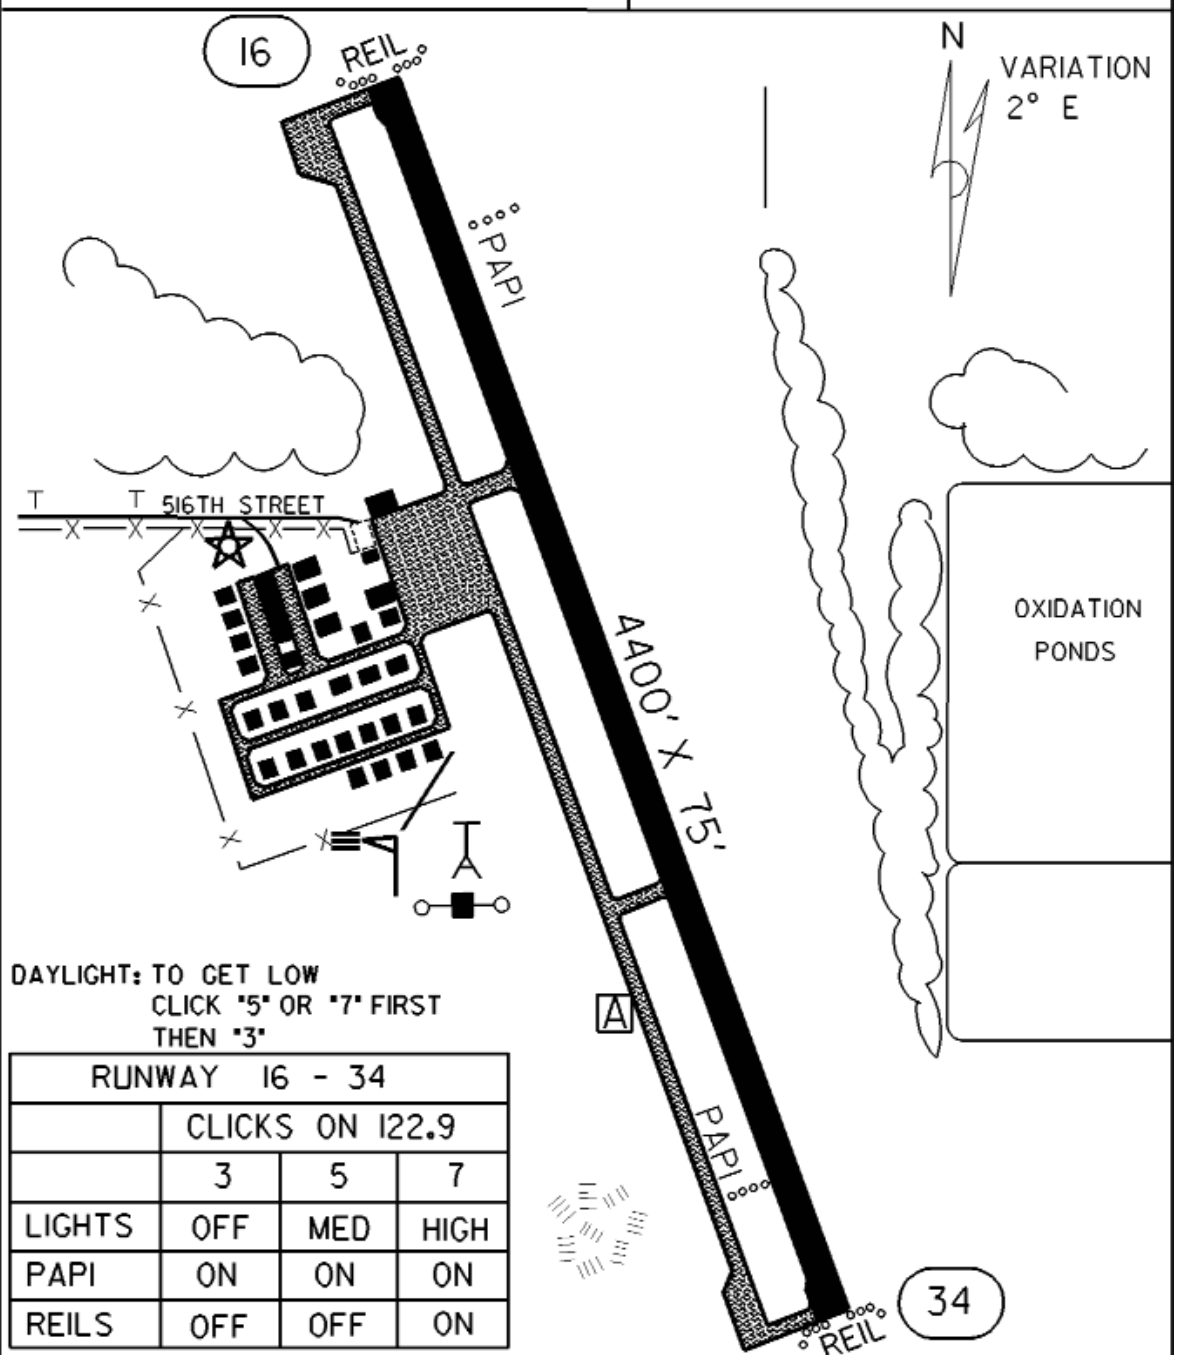 16
REIL
N
VARIATION
2° E
PAPI
T
T
516TH STREET
OXIDATION
PONDS
4400' X 75'
DAYLIGHT: TO GET LOW
CLICK "5" OR "7" FIRST
THEN "3"
A
RUNWAY 16 - 34
CLICKS ON 122.9
3 5 7
LIGHTS OFF MED HIGH
PAPI ON ON ON
REILS OFF OFF ON
PAPI
34
REIL